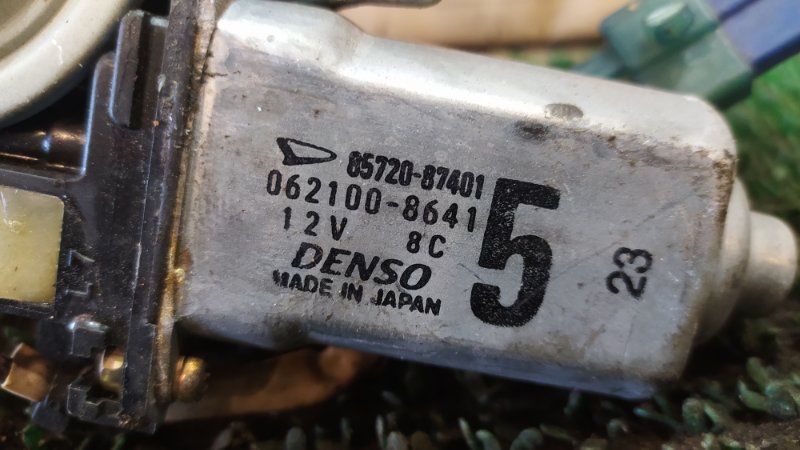 85720-87401
062100-8641
12V 8C
DENSO
MADE IN JAPAN
5
23